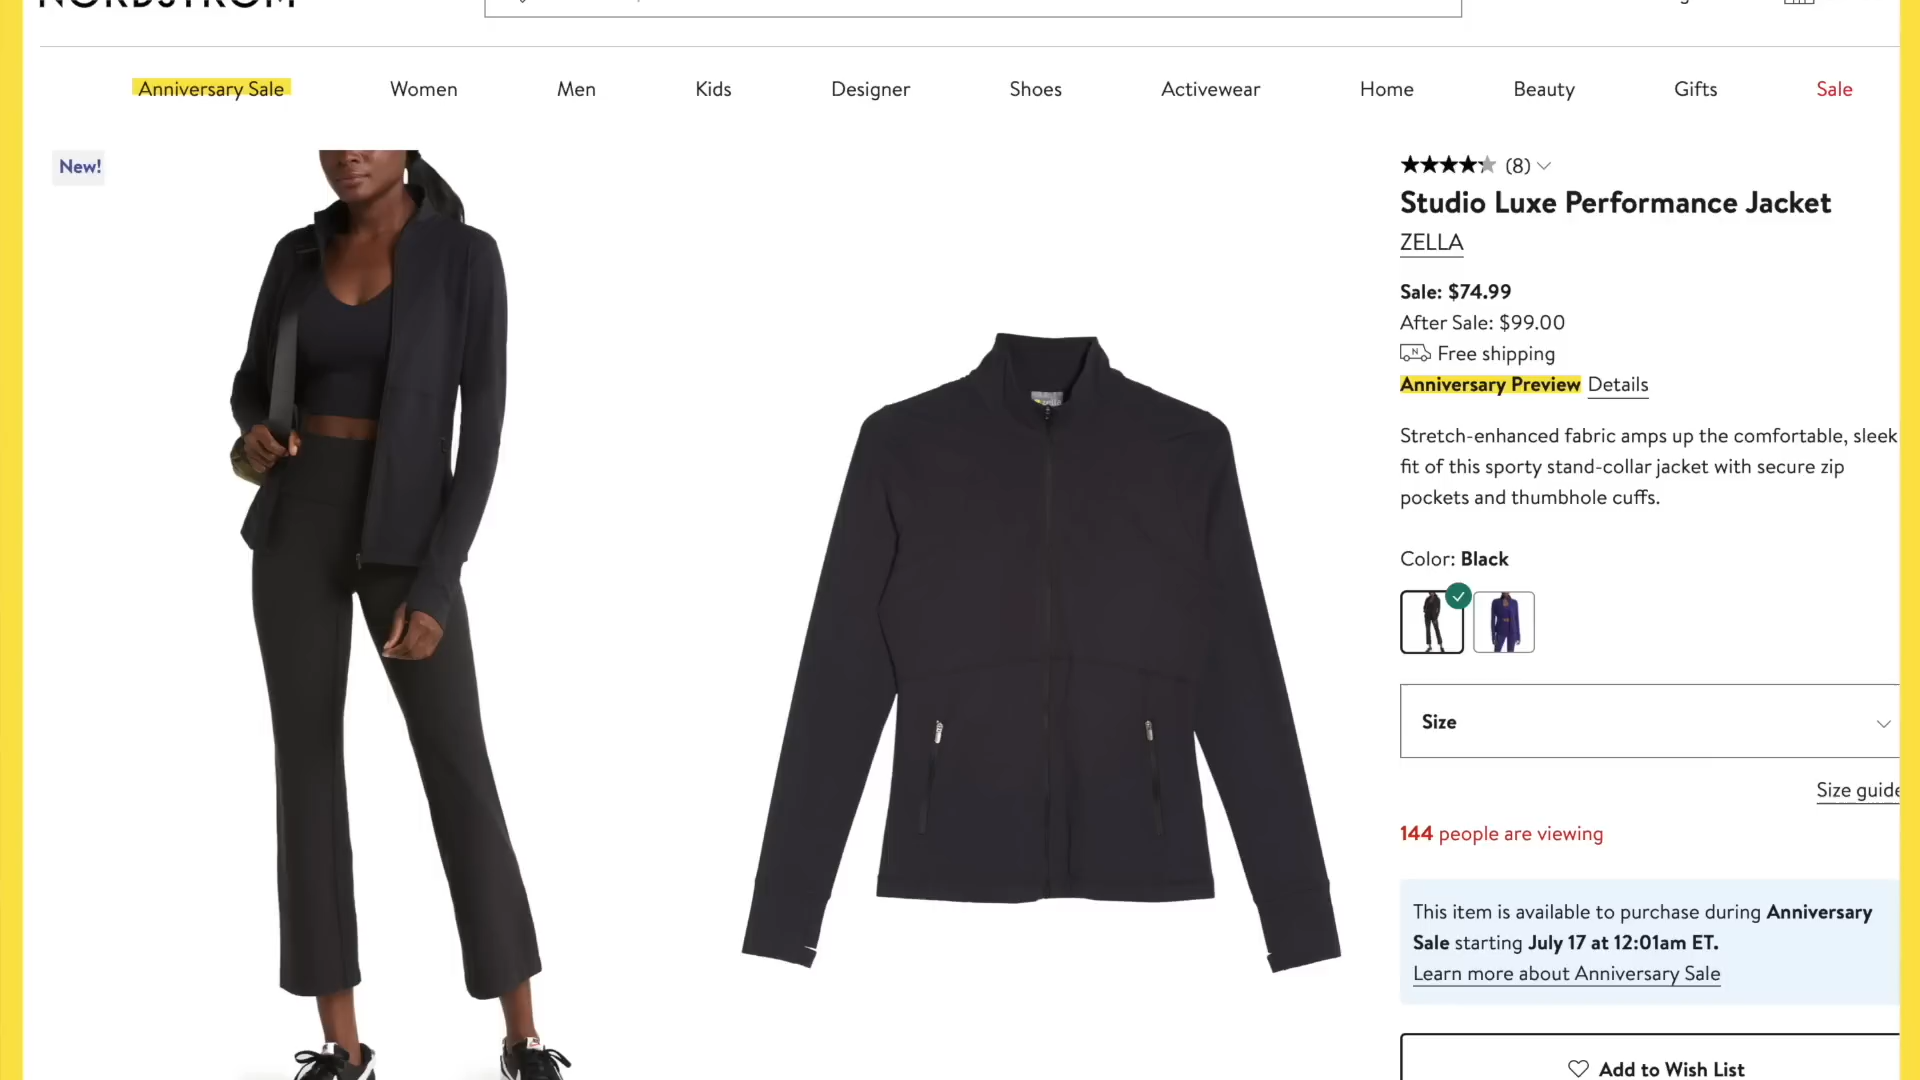 NORDSTROM
Anniversary Sale Women Men Kids Designer Shoes Activewear Home Beauty Gifts Sale
New!
(8)
Studio Luxe Performance Jacket
ZELLA
Sale: $74.99
After Sale: $99.00
N Free shipping
Anniversary Preview Details
Stretch-enhanced fabric amps up the comfortable, sleek
fit of this sporty stand-collar jacket with secure zip
pockets and thumbhole cuffs.
Color: Black
Size
Size guide
144 people are viewing
This item is available to purchase during Anniversary
Sale starting July 17 at 12:01am ET.
Learn more about Anniversary Sale
Add to Wish List